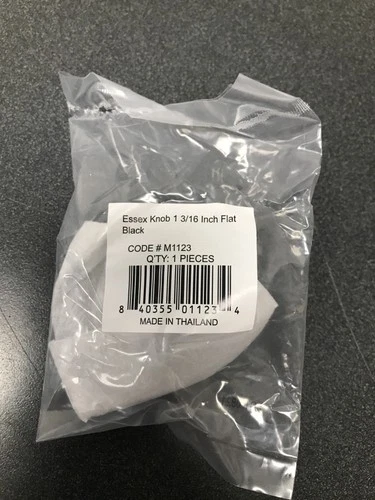 Essex Knob 1 3/16 Inch Flat
Black
CODE # M1123
Q'TY: 1 PIECES
8 40355 01123 4
MADE IN THAILAND